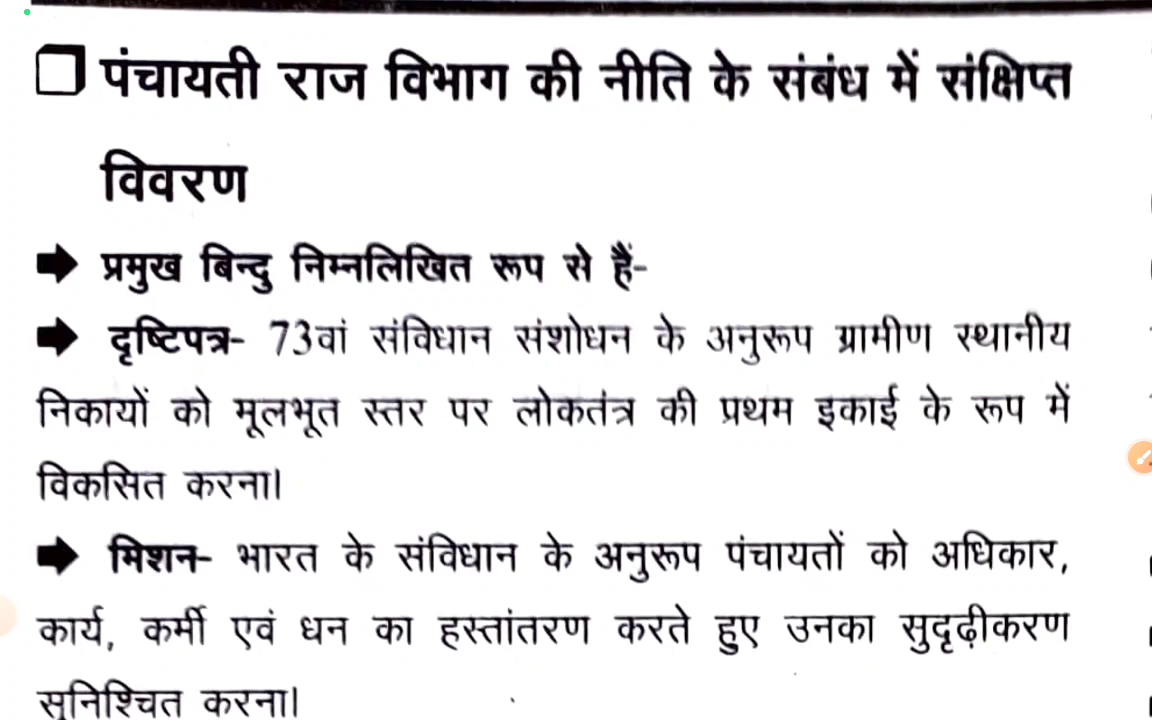 पंचायती राज विभाग की नीति के संबंध में संक्षिप्त
विवरण
प्रमुख बिन्दु निम्नलिखित रूप से हैं-
दृष्टिपत्र- 73वां संविधान संशोधन के अनुरूप ग्रामीण स्थानीय
निकायों को मूलभूत स्तर पर लोकतंत्र की प्रथम इकाई के रूप में
विकसित करना।
मिशन- भारत के संविधान के अनुरूप पंचायतों को अधिकार,
कार्य, कर्मी एवं धन का हस्तांतरण करते हुए उनका सुदृढ़ीकरण
सुनिश्चित करना।